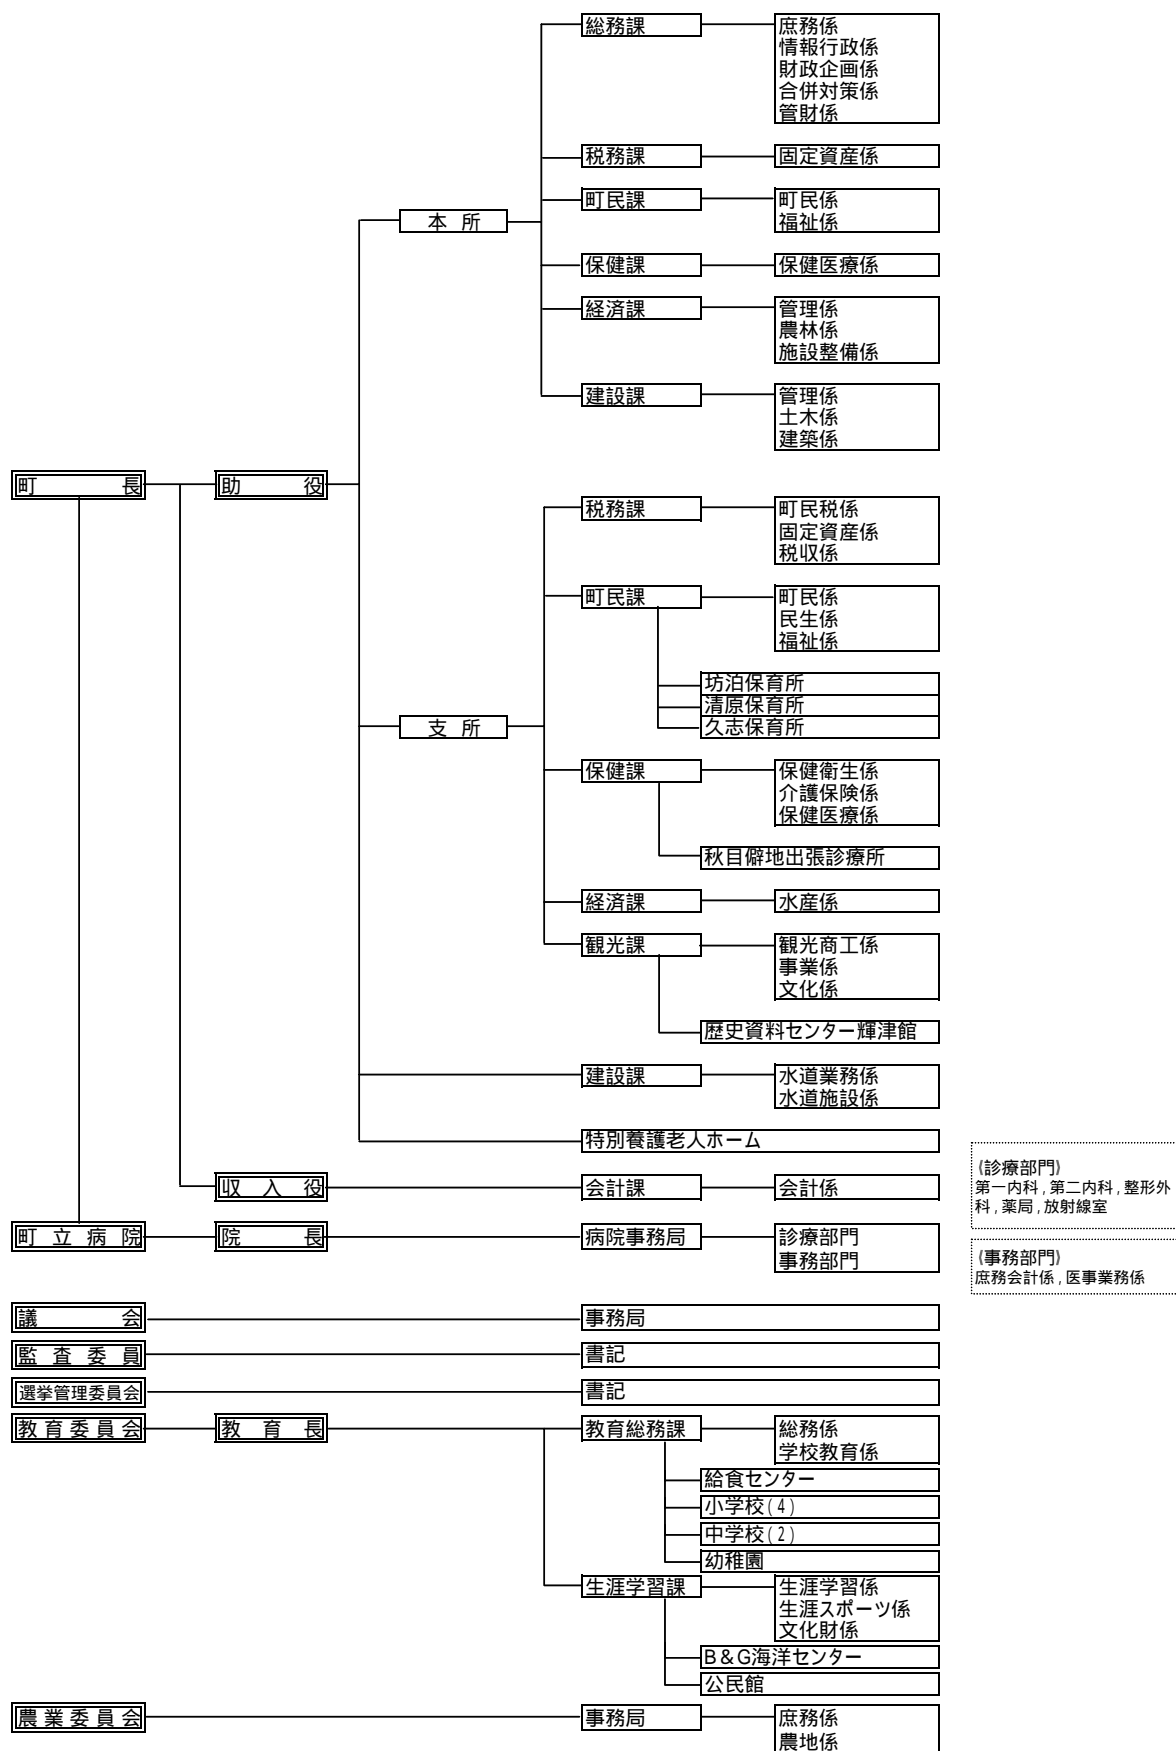 総務課
庶務係
情報行政係
財政企画係
合併対策係
管財係
税務課
固定資産係
町民課
町民係
福祉係
本 所
保健課
保健医療係
経済課
管理係
農林係
施設整備係
建設課
管理係
土木係
建築係
町 長
助 役
税務課
町民税係
固定資産係
税収係
町民課
町民係
民生係
福祉係
坊泊保育所
清原保育所
久志保育所
支 所
保健課
保健衛生係
介護保険係
保健医療係
秋目僻地出張診療所
経済課
水産係
観光課
観光商工係
事業係
文化係
歴史資料センター輝津館
建設課
水道業務係
水道施設係
特別養護老人ホーム
収 入 役
会計課
会計係
(診療部門)
第一内科,第二内科,整形外
科,薬局,放射線室
町 立 病 院
院 長
病院事務局
診療部門
事務部門
(事務部門)
庶務会計係,医事業務係
議 会
事務局
監 査 委 員
書記
選挙管理委員会
書記
教 育 委 員 会
教 育 長
教育総務課
総務係
学校教育係
給食センター
小学校(4)
中学校(2)
幼稚園
生涯学習課
生涯学習係
生涯スポーツ係
文化財係
B&G海洋センター
公民館
農 業 委 員 会
事務局
庶務係
農地係